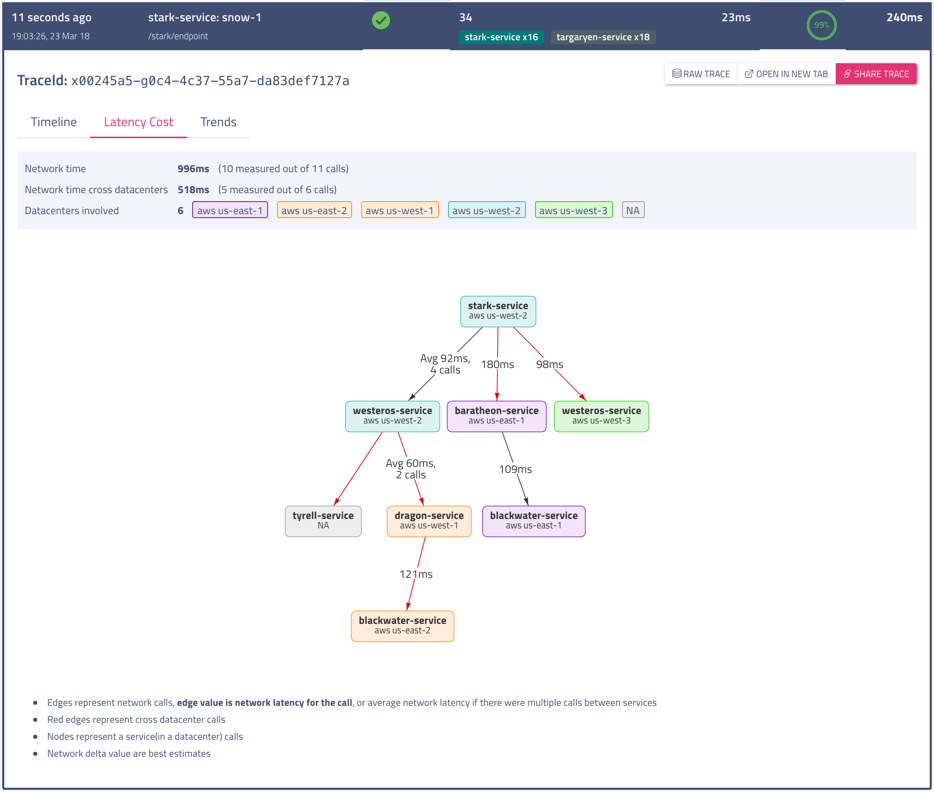 11 seconds ago stark-service: snow-1 34 23ms 99% 240ms
19:03:26, 23 Mar 18 /stark/endpoint stark-service x16 targaryen-service x18
TraceId: x00245a5-g0c4-4c37-55a7-da83def7127a RAW TRACE OPEN IN NEW TAB SHARE TRACE
Timeline Latency Cost Trends
Network time 996ms (10 measured out of 11 calls)
Network time cross datacenters 518ms (5 measured out of 6 calls)
Datacenters involved 6 aws us-east-1 aws us-east-2 aws us-west-1 aws us-west-2 aws us-west-3 NA
stark-service
aws us-west-2
Avg 92ms,
4 calls
180ms
98ms
westeros-service
aws us-west-2
baratheon-service
aws us-east-1
westeros-service
aws us-west-3
Avg 60ms,
2 calls
109ms
tyrell-service
NA
dragon-service
aws us-west-1
blackwater-service
aws us-east-1
121ms
blackwater-service
aws us-east-2
Edges represent network calls, edge value is network latency for the call, or average network latency if there were multiple calls between services
Red edges represent cross datacenter calls
Nodes represent a service(in a datacenter) calls
Network delta value are best estimates